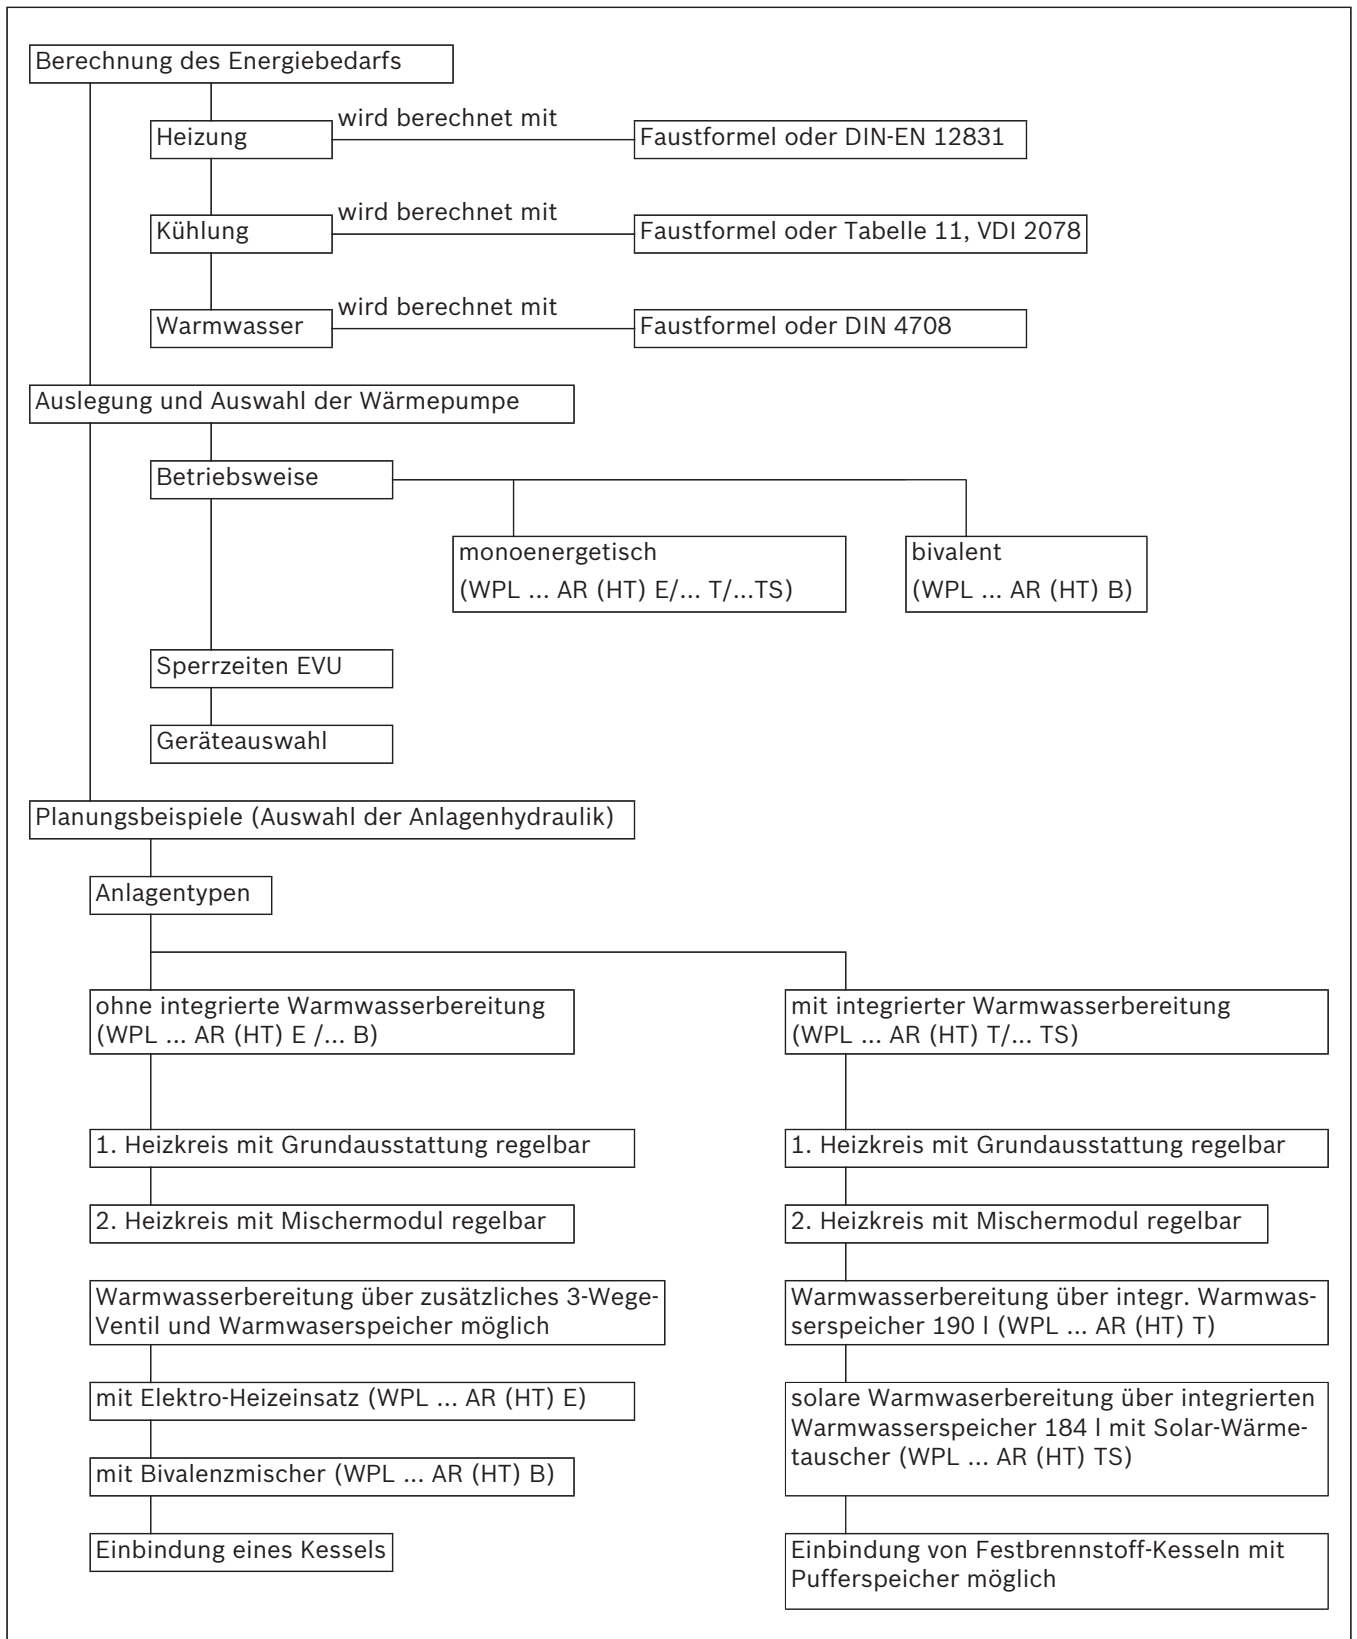 Berechnung des Energiebedarfs
wird berechnet mit
Heizung
Faustformel oder DIN-EN 12831
wird berechnet mit
Kühlung
Faustformel oder Tabelle 11, VDI 2078
wird berechnet mit
Warmwasser
Faustformel oder DIN 4708
Auslegung und Auswahl der Wärmepumpe
Betriebsweise
monoenergetisch
(WPL ... AR (HT) E/... T/...TS)
bivalent
(WPL ... AR (HT) B)
Sperrzeiten EVU
Geräteauswahl
Planungsbeispiele (Auswahl der Anlagenhydraulik)
Anlagentypen
ohne integrierte Warmwasserbereitung
(WPL ... AR (HT) E /... B)
1. Heizkreis mit Grundausstattung regelbar
2. Heizkreis mit Mischermodul regelbar
Warmwasserbereitung über zusätzliches 3-Wege-
Ventil und Warmwaserspeicher möglich
mit Elektro-Heizeinsatz (WPL ... AR (HT) E)
mit Bivalenzmischer (WPL ... AR (HT) B)
Einbindung eines Kessels
mit integrierter Warmwasserbereitung
(WPL ... AR (HT) T/... TS)
1. Heizkreis mit Grundausstattung regelbar
2. Heizkreis mit Mischermodul regelbar
Warmwasserbereitung über integr. Warmwas-
serspeicher 190 l (WPL ... AR (HT) T)
solare Warmwaserbereitung über integrierten
Warmwasserspeicher 184 l mit Solar-Wärme-
tauscher (WPL ... AR (HT) TS)
Einbindung von Festbrennstoff-Kesseln mit
Pufferspeicher möglich